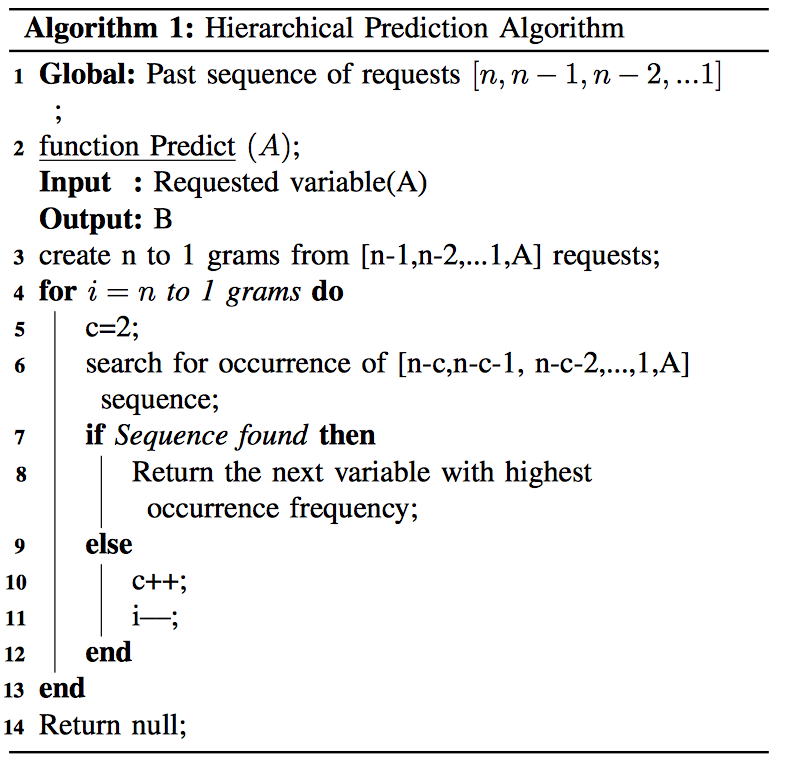 Algorithm 1: Hierarchical Prediction Algorithm
1 Global: Past sequence of requests [n, n − 1, n − 2, ...1]
;
2 function Predict (A);
Input : Requested variable(A)
Output: B
3 create n to 1 grams from [n-1,n-2,...1,A] requests;
4 for i = n to 1 grams do
5 c=2;
6 search for occurrence of [n-c,n-c-1, n-c-2,...,1,A]
sequence;
7 if Sequence found then
8 Return the next variable with highest
occurrence frequency;
9 else
10 c++;
11 i—;
12 end
13 end
14 Return null;